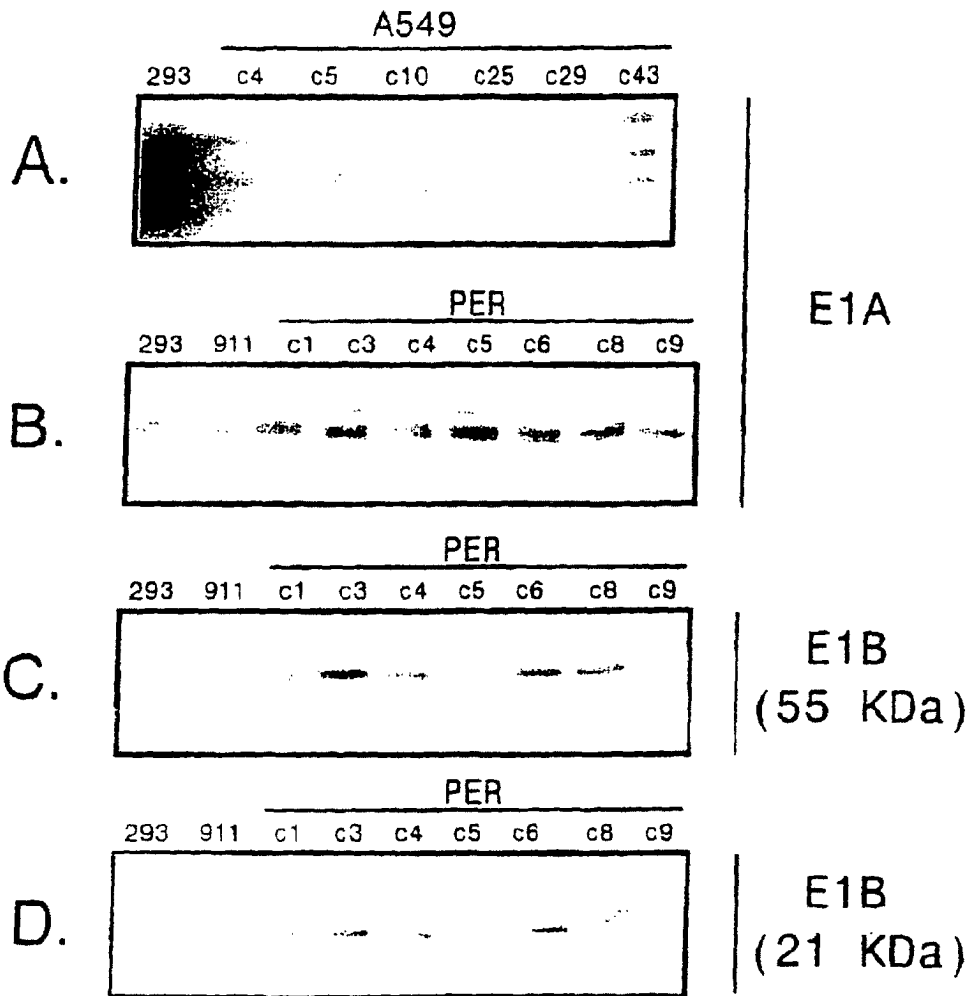 A549
293 c4 c5 c10 c25 c29 c43
A.
E1A
PER
293 911 c1 c3 c4 c5 c6 c8 c9
B.
PER
293 911 c1 c3 c4 c5 c6 c8 c9
C.
E1B
(55 KDa)
PER
293 911 c1 c3 c4 c5 c6 c8 c9
D.
E1B
(21 KDa)